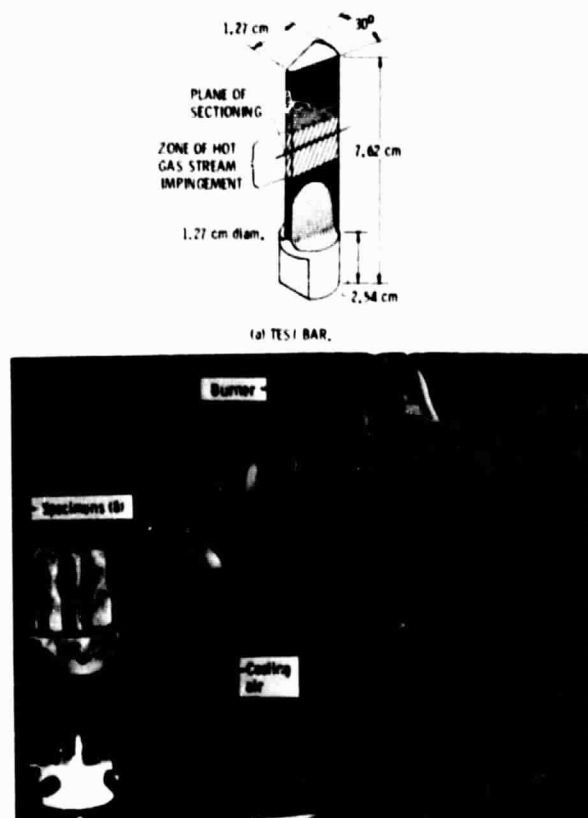 1.27 cm
30°
PLANE OF
SECTIONING
ZONE OF HOT
GAS STREAM
IMPINGEMENT
7.62 cm
1.27 cm diam.
2.54 cm
(a) TEST BAR.
Burner
Specimens (8)
Cooling
air